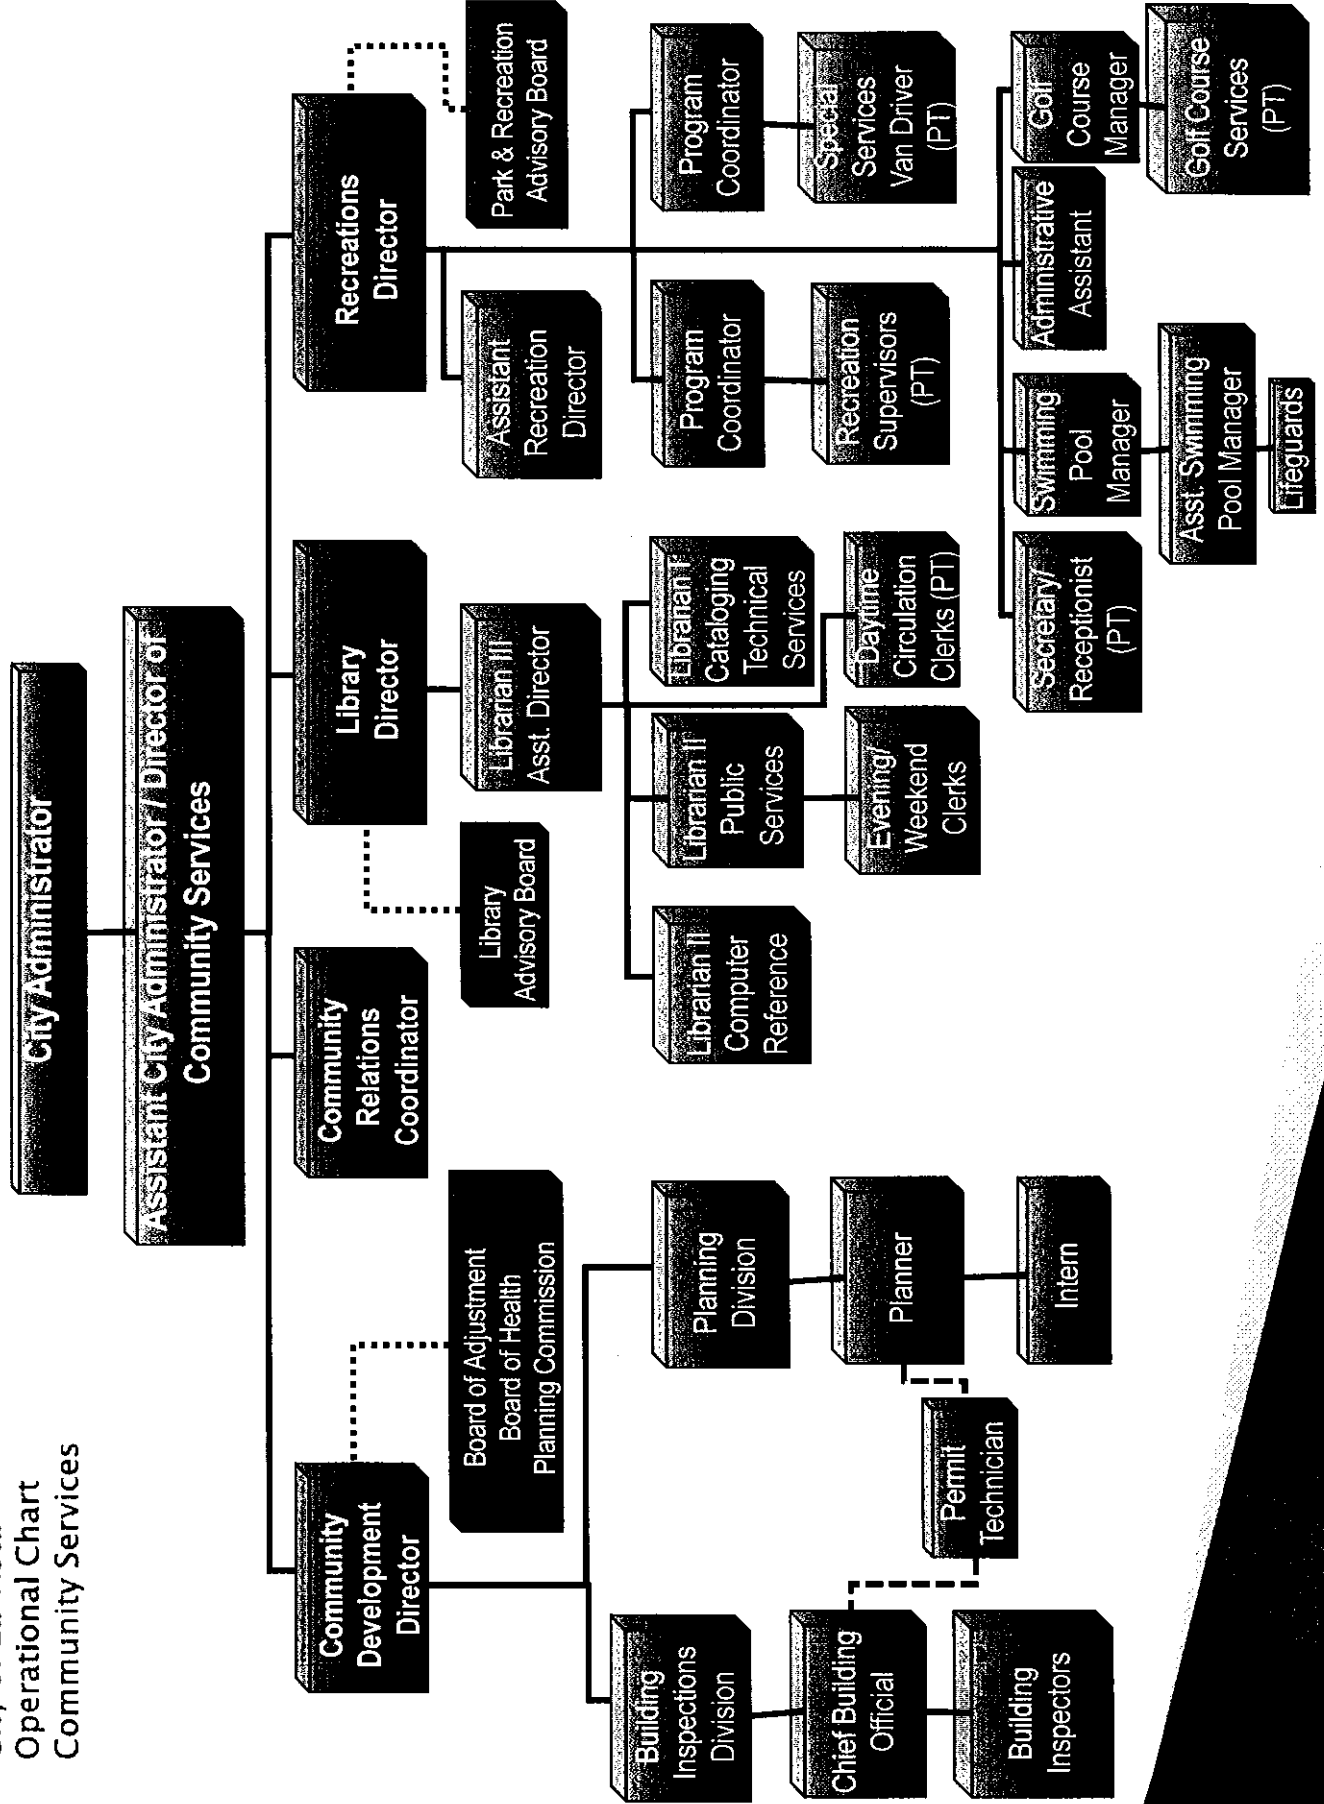 Operational Chart
Community Services
City Administrator
Assistant City Administrator / Director of
Community Services
Community
Development
Director
Community
Relations
Coordinator
Library
Director
Recreations
Director
Board of Adjustment
Board of Health
Planning Commission
Library
Advisory Board
Librarian III
Asst. Director
Assistant
Recreation
Director
Park & Recreation
Advisory Board
Building
Inspections
Division
Planning
Division
Librarian II
Computer
Reference
Librarian II
Public
Services
Librarian I
Cataloging
Technical
Services
Program
Coordinator
Program
Coordinator
Chief Building
Official
Planner
Evening/
Weekend
Clerks
Daytime
Circulation
Clerks (PT)
Recreation
Supervisors
(PT)
Special
Services
Van Driver
(PT)
Permit
Technician
Building
Inspectors
Intern
Secretary/
Receptionist
(PT)
Swimming
Pool
Manager
Administrative
Assistant
Golf
Course
Manager
Asst. Swimming
Pool Manager
Golf Course
Services
(PT)
Lifeguards